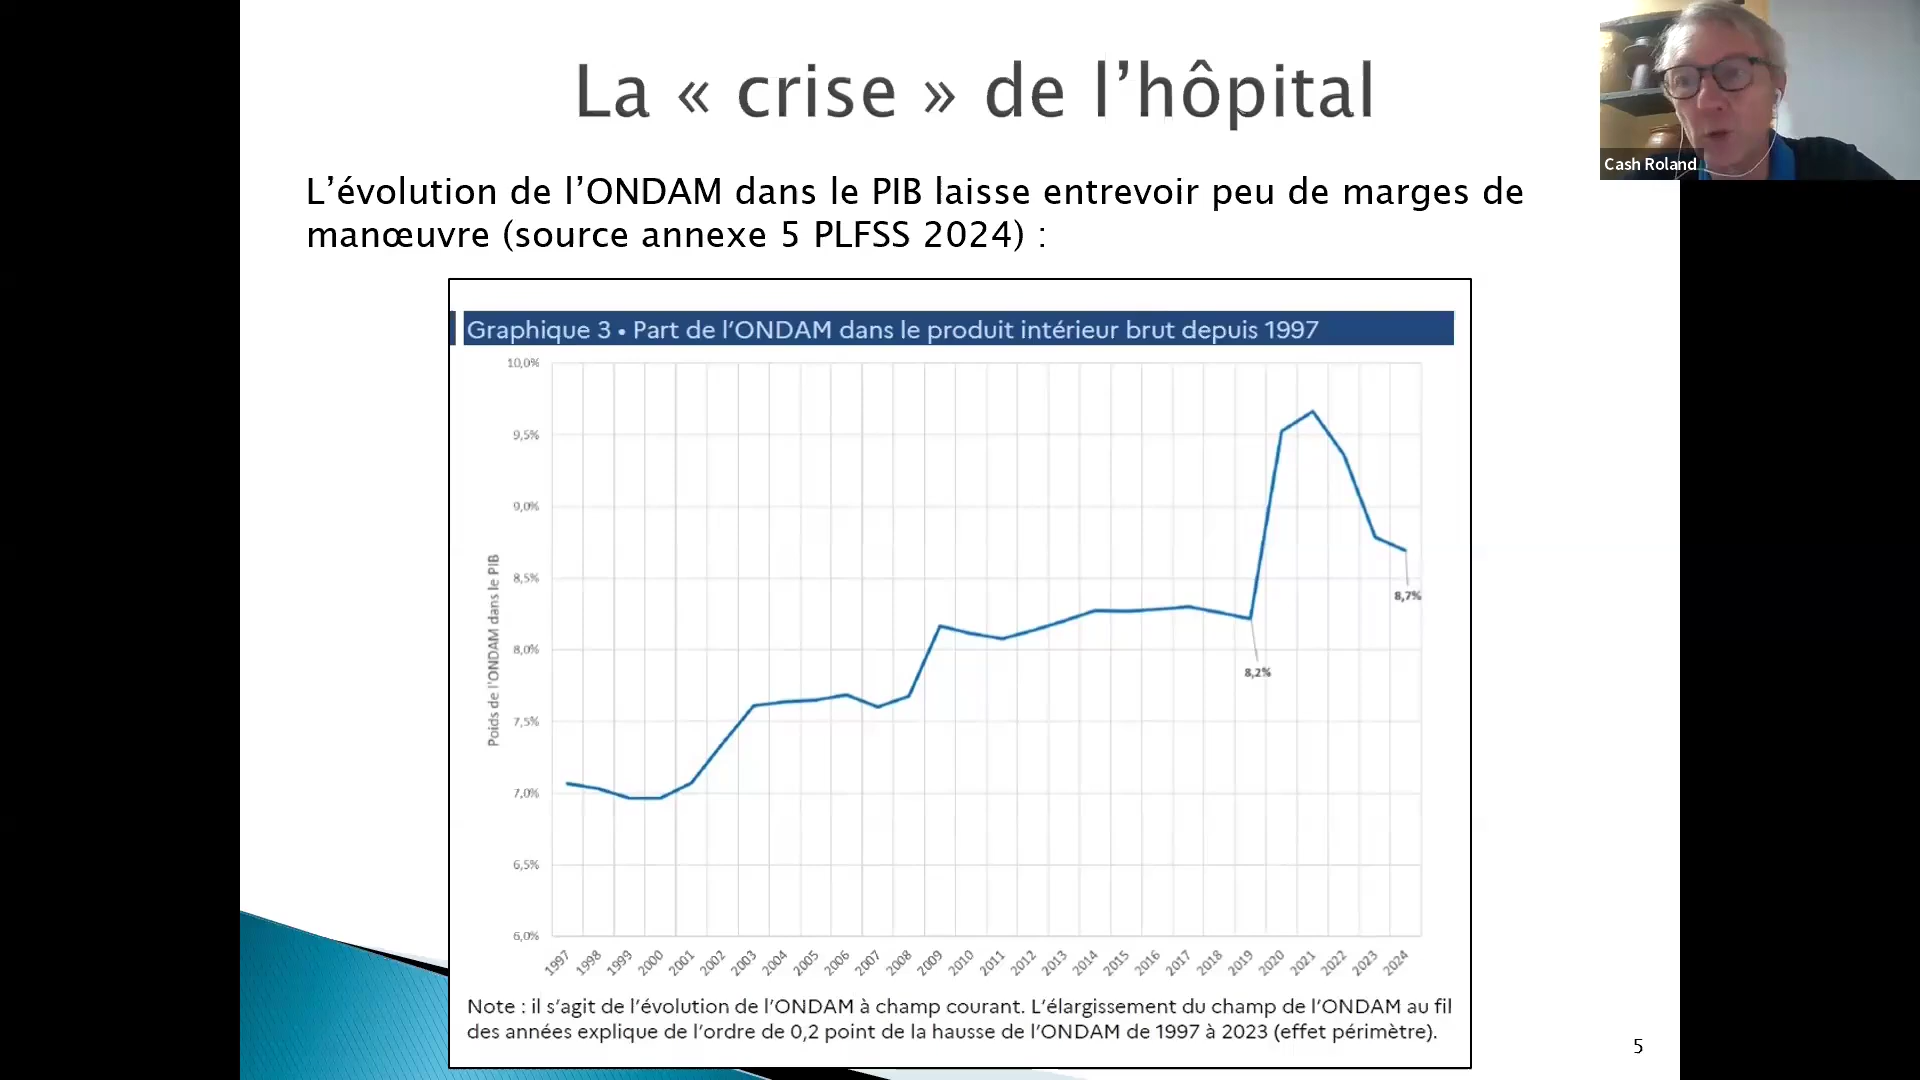 La « crise » de l’hôpital
Cash Roland
L’évolution de l’ONDAM dans le PIB laisse entrevoir peu de marges de
manœuvre (source annexe 5 PLFSS 2024) :
Graphique 3 • Part de l’ONDAM dans le produit intérieur brut depuis 1997
10,0%
9,5%
9,0%
8,5%
8,0%
7,5%
7,0%
6,5%
6,0%
Poids de l'ONDAM dans le PIB
8,7%
8,2%
1997 1998 1999 2000 2001 2002 2003 2004 2005 2006 2007 2008 2009 2010 2011 2012 2013 2014 2015 2016 2017 2018 2019 2020 2021 2022 2023 2024
Note : il s’agit de l’évolution de l’ONDAM à champ courant. L’élargissement du champ de l’ONDAM au fil
des années explique de l’ordre de 0,2 point de la hausse de l’ONDAM de 1997 à 2023 (effet périmètre).
5